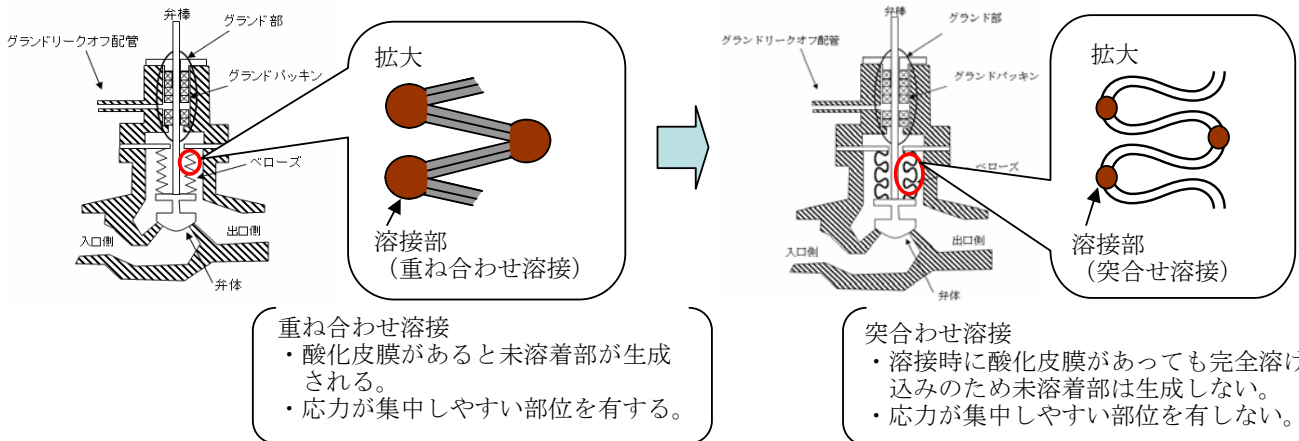 弁棒
グランド部
グランドリークオフ配管
グランドパッキン
ベローズ
入口側
出口側
弁体
拡大
溶接部
(重ね合わせ溶接)
重ね合わせ溶接
・酸化皮膜があると未溶着部が生成
される。
・応力が集中しやすい部位を有する。
弁棒
グランド部
グランドリークオフ配管
グランドパッキン
ベローズ
入口側
出口側
弁体
拡大
溶接部
(突合せ溶接)
突合わせ溶接
・溶接時に酸化皮膜があっても完全溶け
込みのため未溶着部は生成しない。
・応力が集中しやすい部位を有しない。